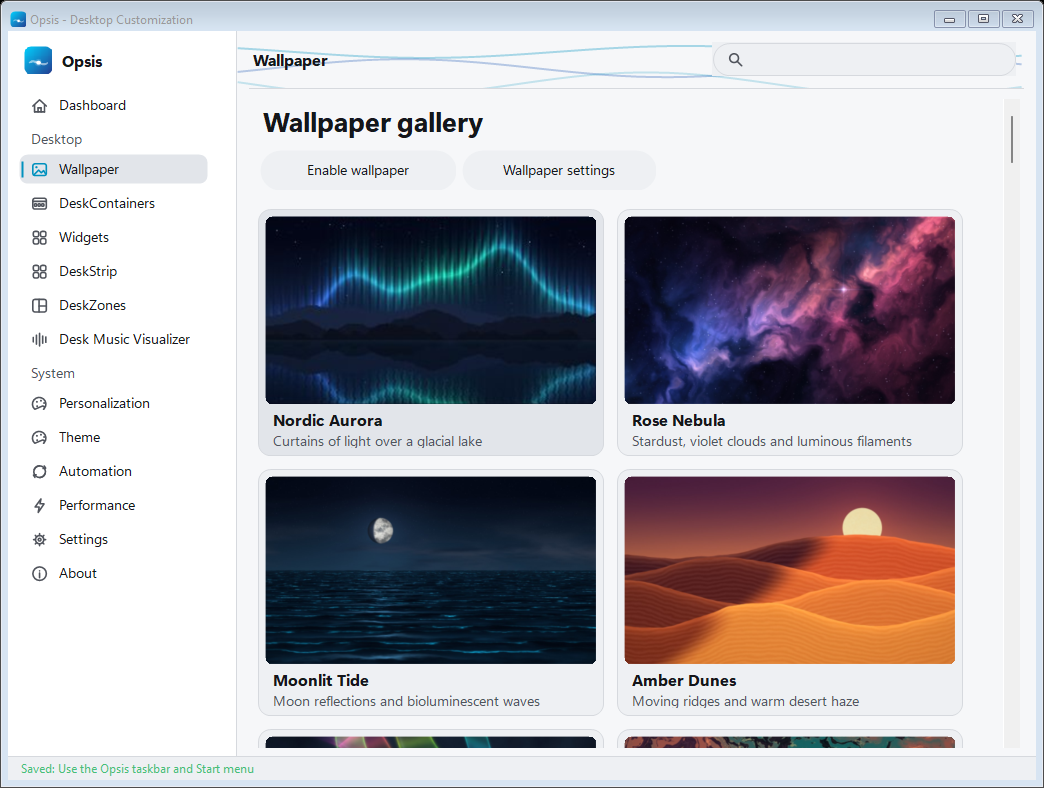 Opsis - Desktop Customization
Opsis
Dashboard
Desktop
Wallpaper
DeskContainers
Widgets
DeskStrip
DeskZones
Desk Music Visualizer
System
Personalization
Theme
Automation
Performance
Settings
About
Wallpaper
Wallpaper gallery
Enable wallpaper
Wallpaper settings
Nordic Aurora
Curtains of light over a glacial lake
Rose Nebula
Stardust, violet clouds and luminous filaments
Moonlit Tide
Moon reflections and bioluminescent waves
Amber Dunes
Moving ridges and warm desert haze
Saved: Use the Opsis taskbar and Start menu